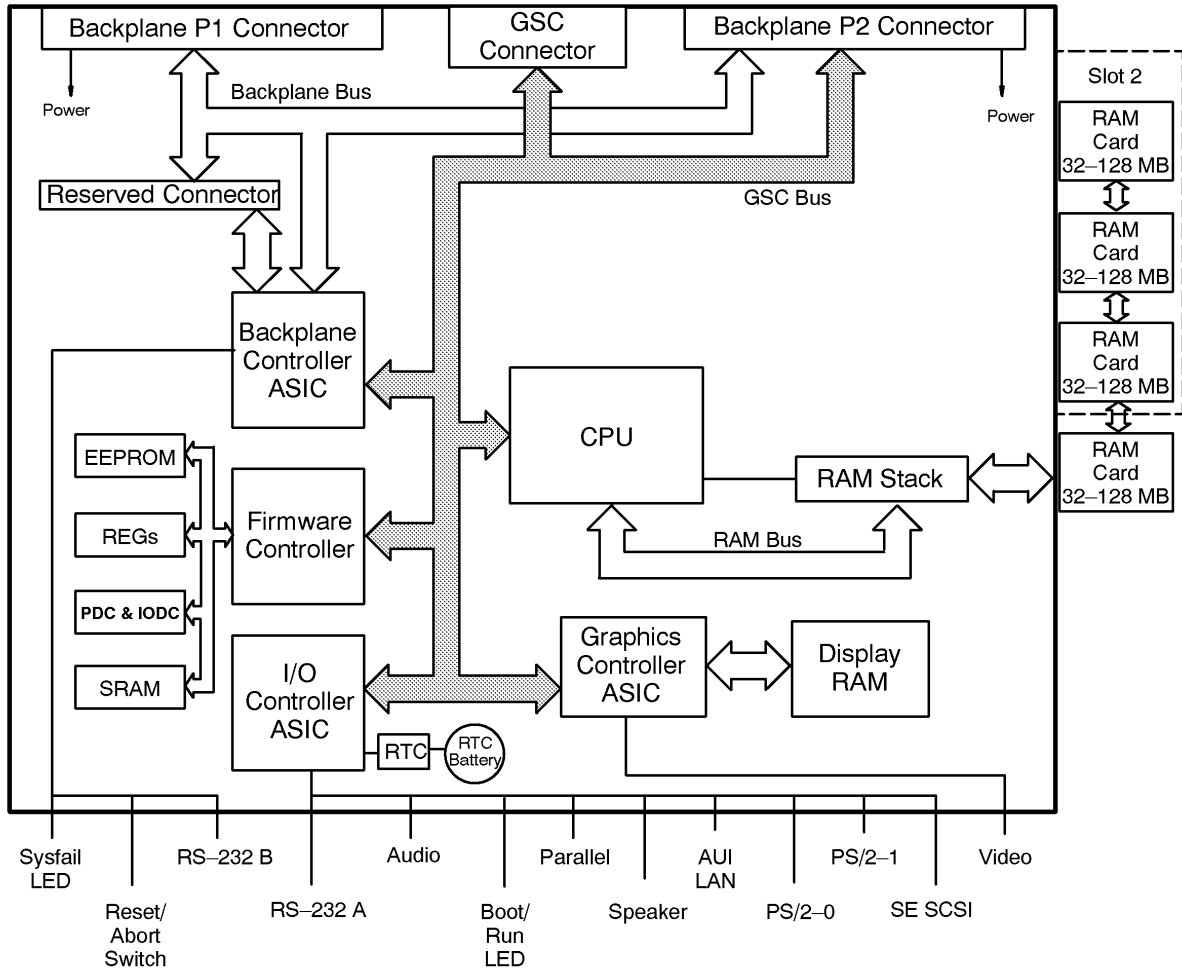 Backplane P1 Connector
GSC
Connector
Backplane P2 Connector
Slot 2
Power
Backplane Bus
Power
RAM
Card
32–128 MB
Reserved Connector
GSC Bus
RAM
Card
32–128 MB
Backplane
Controller
ASIC
RAM
Card
32–128 MB
CPU
EEPROM
RAM Stack
RAM
Card
32–128 MB
REGs
Firmware
Controller
RAM Bus
PDC & IODC
SRAM
I/O
Controller
ASIC
Graphics
Controller
ASIC
Display
RAM
RTC
RTC
Battery
Sysfail
LED
RS–232 B
Audio
Parallel
AUI
LAN
PS/2–1
Video
Reset/
Abort
Switch
RS–232 A
Boot/
Run
LED
Speaker
PS/2–0
SE SCSI